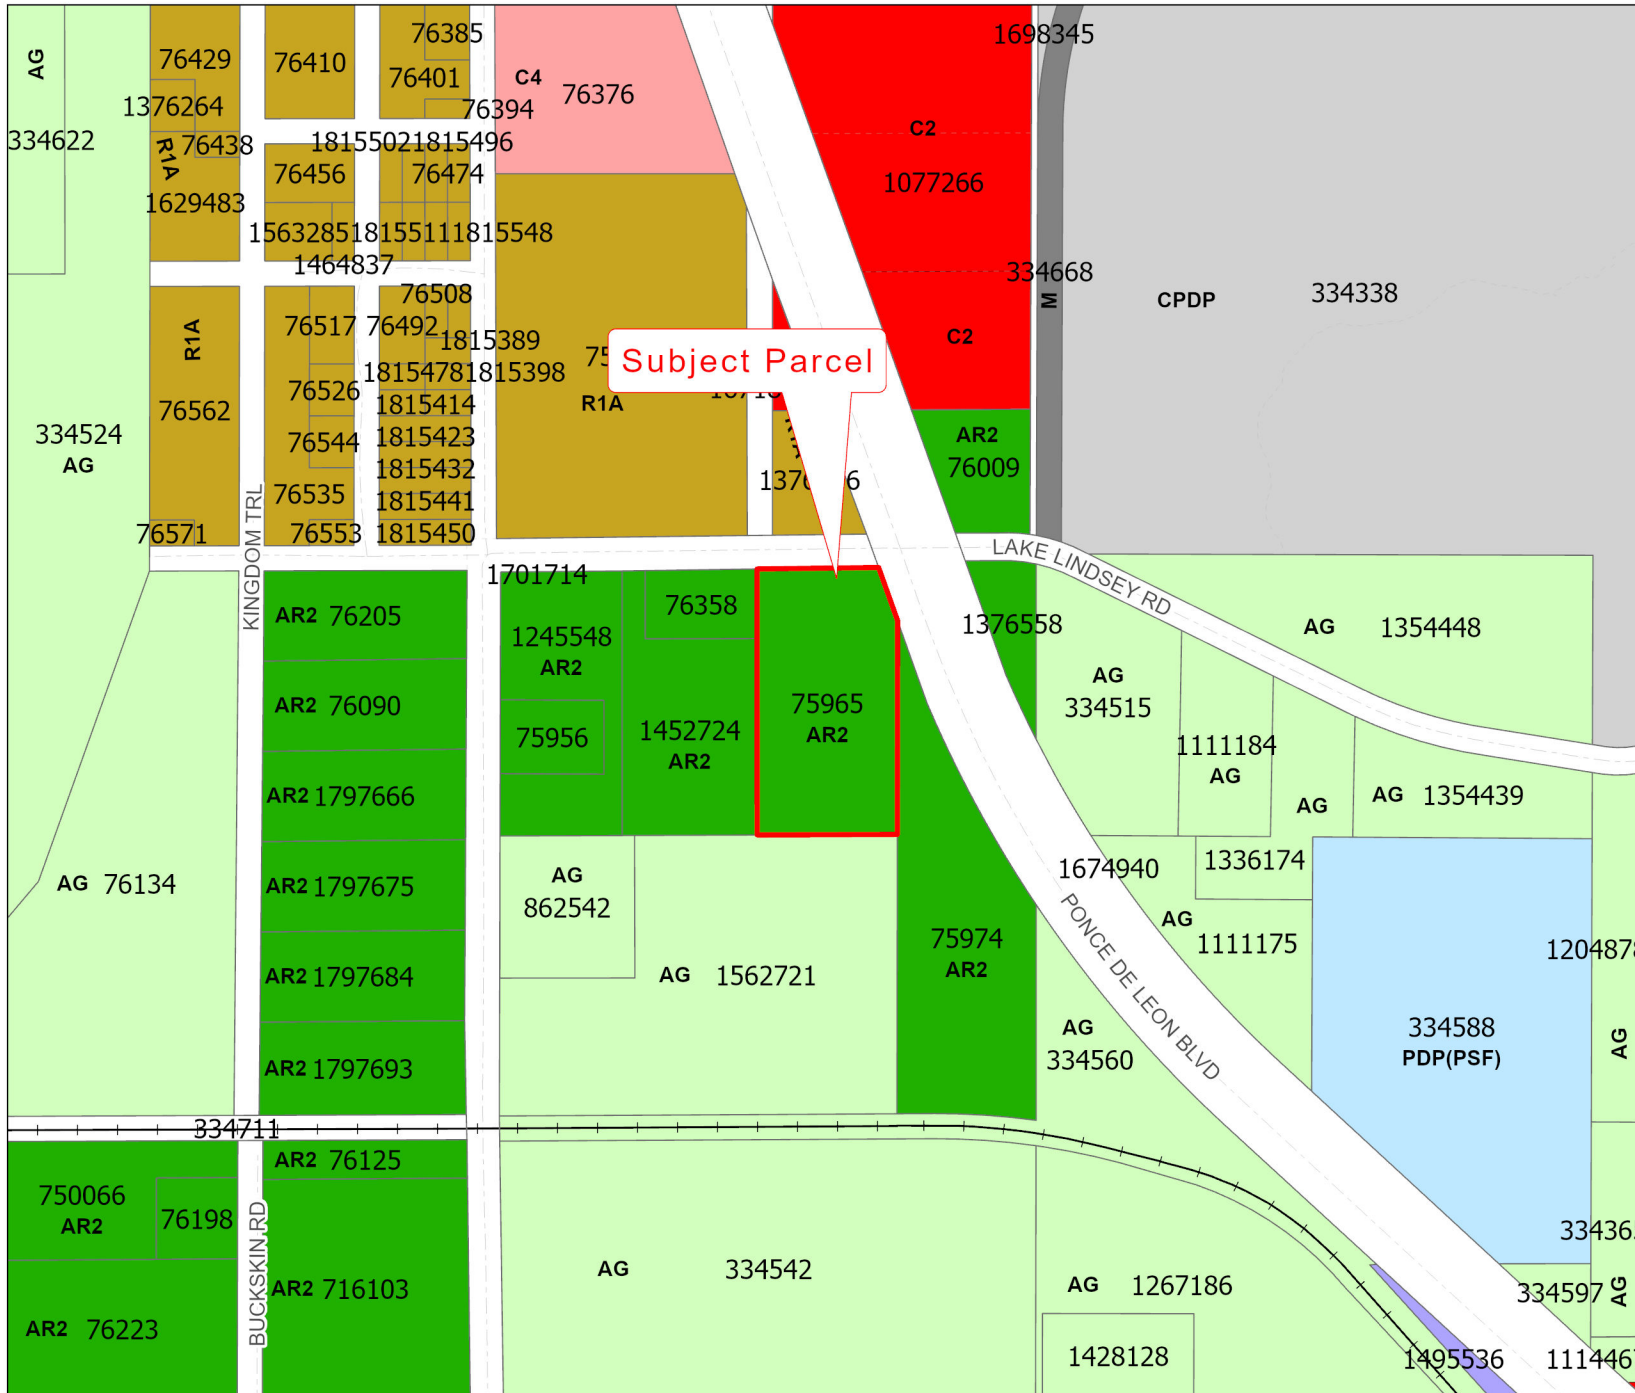 76385
1698345
AG
76429
76410
76401
C4
76376
1376264
76394
C2
334622
76438
1815502
1815496
R1A
76456
76474
1077266
1629483
1563285
1815511
1815548
1464837
334668
76508
M
CPDP
334338
R1A
76517
76492
1815389
C2
Subject Parcel
1815478
1815398
76526
1815414
R1A
76562
334524
AG
76544
1815423
AR2
76009
1815432
76535
1815441
KINGDOM TRL
76571
76553
1815450
LAKE LINDSEY RD
1701714
AR2 76205
76358
1376558
AG 1354448
1245548
AR2
AG
334515
AR2 76090
75965
AR2
75956
1452724
AR2
1111184
AG
AR2 1797666
AG
AG 1354439
1674940
1336174
AG 76134
AR2 1797675
AG
862542
AG
1111175
75974
AR2
PONCE DE LEON BLVD
AR2 1797684
AG 1562721
334588
PDP(PSF)
AG
334560
AG
AR2 1797693
334711
AR2 76125
750066
AR2
76198
BUCKSKIN RD
AG 334542
AG 1267186
AR2 716103
334597
AG
AR2 76223
1428128
1495536